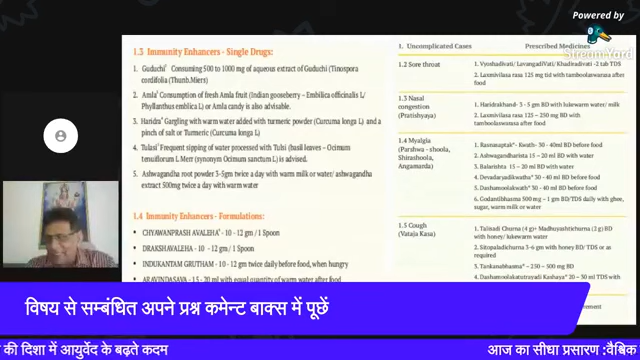 Powered by
StreamYard
1.3 Immunity Enhancers - Single Drugs:
1. Guduchi* Consuming 500 to 1000 mg of aqueous extract of Guduchi (Tinospora
cordifolia (Thunb.Miers)
2. Amla* Consumption of fresh Amla fruit (Indian gooseberry – Embilica officinalis L/
Phyllanthus emblica L) or Amla candy is also advisable.
3. Haridra* Gargling with warm water added with turmeric powder (Curcuma longa L) and a
pinch of salt or Turmeric (Curcuma longa L)
4. Tulasi* Frequent sipping of water processed with Tulsi (basil leaves – Ocimum
tenuiflorum L Merr (synonym Ocimum sanctum L) is advised.
5. Ashwagandha root powder 3-5gm twice a day with warm milk or water/ ashwagandha
extract 500mg twice a day with warm water
1.4 Immunity Enhancers - Formulations:
• CHYAWANPRASH AVALEHA* - 10 - 12 gm/ 1 Spoon
• DRAKSHAVALEHA - 10 - 12 gm/ 1 Spoon
• INDUKANTAM GRUTHAM - 10 - 12 gm twice daily before food, when hungry
• ARAVINDASAVA - 15 - 20 ml with equal quantity of warm water after food
1. Uncomplicated Cases Prescribed Medicines
1.2 Sore throat
1. Vyoshadivati/ LavangadiVati/ Khadiradivati -2 tab TDS
2. Laxmivilasa rasa 125 mg tid with tamboolaswarasa after
food
1.3 Nasal
congestion
(Pratishyaya)
1. Haridrakhand- 3- 5 gm BD with lukewarm water/ milk
2. Laxmivilasa rasa 125 – 250 mg BD with
tamboolaswarasa after food
1.4 Myalgia
(Parshwa - shoola,
Shirashoola,
Angamarda)
1. Rasnasaptak*- Kwath- 30 - 40ml BD before food
2. Ashwagandharista 15 – 20 ml BD with water
3. Balarishta 15 – 20 ml BD with water
4. Devadaryadikwatha* 30 - 40 ml BD before food
5. Dashamoolakwath* 30 - 40 ml BD before food
6. Godantibhasma 500 mg – 1 gm BD/TDS daily with ghee,
sugar, warm milk or water
1.5 Cough
(Vataja Kasa)
1. Talisadi Churna (4 g)+ Madhuyashtichurna (2 g) BD
with honey/ lukewarm water
2. Sitopaladichurna 3-6 gm with honey BD/ TDS or as
required
3. Tankanabhasma* – 250 – 500 mg BD
4. Dashamoolakatutrayadi Kashaya* 20 – 30 ml TDS with
विषय से सम्बंधित अपने प्रश्न कमेन्ट बाक्स में पूछें
की दिशा में आयुर्वेद के बढ़ते कदम
आज का सीधा प्रसारण :वैश्विक